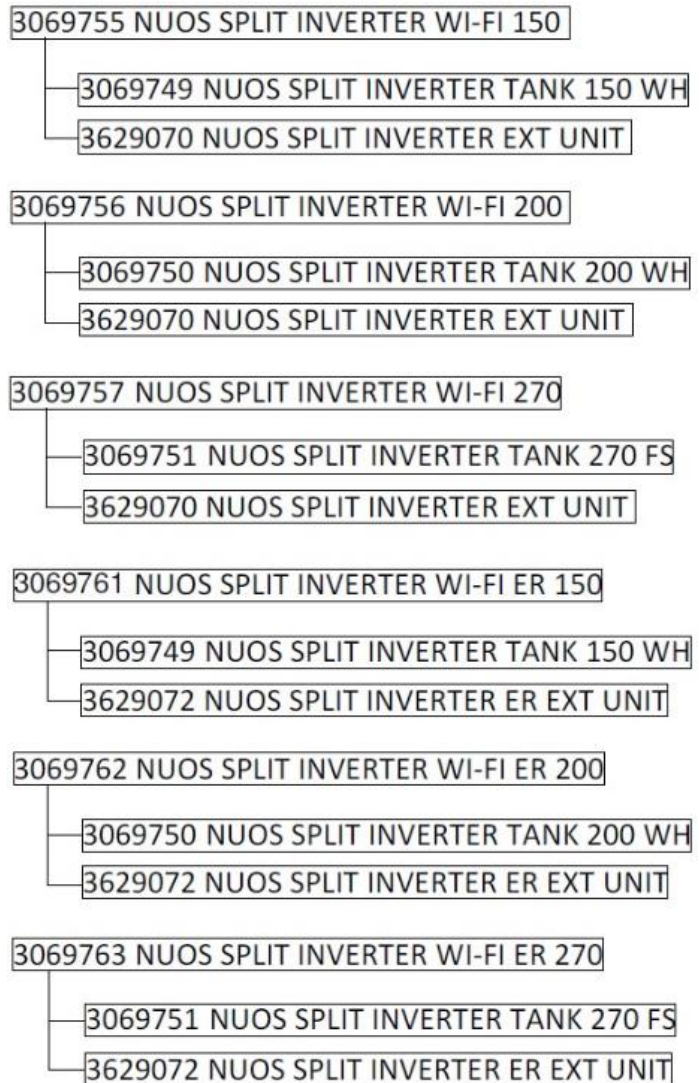 3069755 NUOS SPLIT INVERTER WI-FI 150
3069749 NUOS SPLIT INVERTER TANK 150 WH
3629070 NUOS SPLIT INVERTER EXT UNIT
3069756 NUOS SPLIT INVERTER WI-FI 200
3069750 NUOS SPLIT INVERTER TANK 200 WH
3629070 NUOS SPLIT INVERTER EXT UNIT
3069757 NUOS SPLIT INVERTER WI-FI 270
3069751 NUOS SPLIT INVERTER TANK 270 FS
3629070 NUOS SPLIT INVERTER EXT UNIT
3069761 NUOS SPLIT INVERTER WI-FI ER 150
3069749 NUOS SPLIT INVERTER TANK 150 WH
3629072 NUOS SPLIT INVERTER ER EXT UNIT
3069762 NUOS SPLIT INVERTER WI-FI ER 200
3069750 NUOS SPLIT INVERTER TANK 200 WH
3629072 NUOS SPLIT INVERTER ER EXT UNIT
3069763 NUOS SPLIT INVERTER WI-FI ER 270
3069751 NUOS SPLIT INVERTER TANK 270 FS
3629072 NUOS SPLIT INVERTER ER EXT UNIT